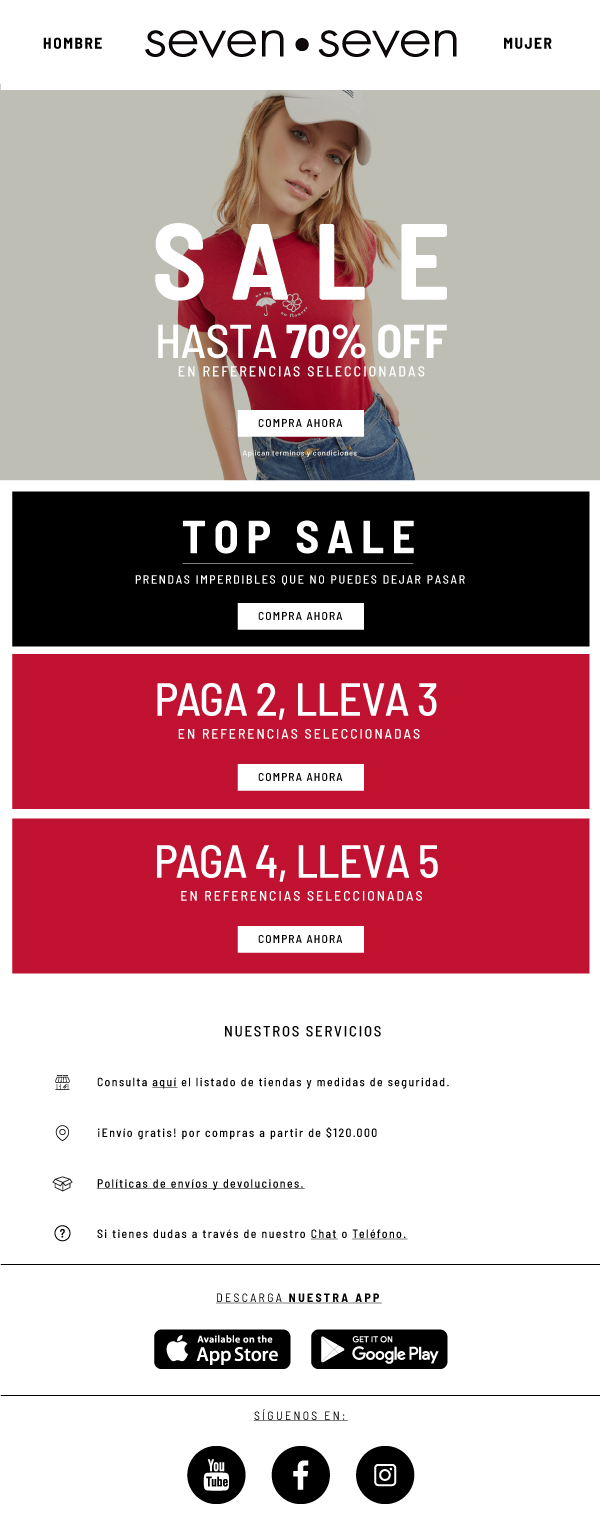 HOMBRE
seven • seven
MUJER
SALE
HASTA 70% OFF
EN REFERENCIAS SELECCIONADAS
COMPRA AHORA
Aplican terminos y condiciones
TOP SALE
PRENDAS IMPERDIBLES QUE NO PUEDES DEJAR PASAR
COMPRA AHORA
PAGA 2, LLEVA 3
EN REFERENCIAS SELECCIONADAS
COMPRA AHORA
PAGA 4, LLEVA 5
EN REFERENCIAS SELECCIONADAS
COMPRA AHORA
NUESTROS SERVICIOS
Consulta aquí el listado de tiendas y medidas de seguridad.
¡Envío gratis! por compras a partir de $120.000
Políticas de envíos y devoluciones.
?
Si tienes dudas a través de nuestro Chat o Teléfono.
DESCARGA NUESTRA APP
Available on the
App Store
GET IT ON
Google Play
SÍGUENOS EN:
You
Tube